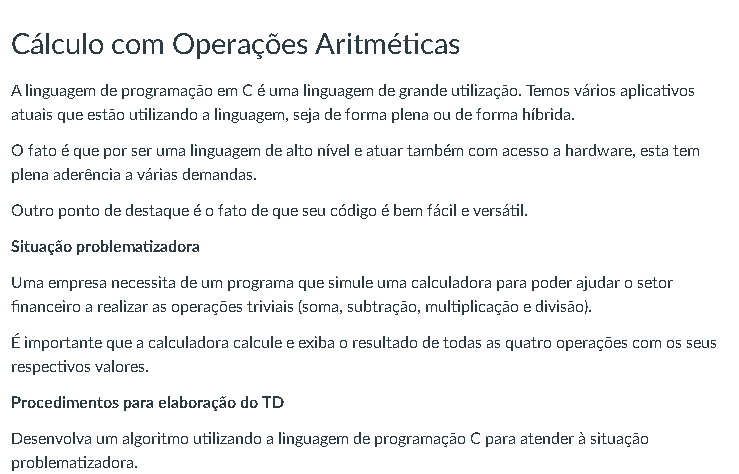 Cálculo com Operações Aritméticas
A linguagem de programação em C é uma linguagem de grande utilização. Temos vários aplicativos
atuais que estão utilizando a linguagem, seja de forma plena ou de forma híbrida.
O fato é que por ser uma linguagem de alto nível e atuar também com acesso a hardware, esta tem
plena aderência a várias demandas.
Outro ponto de destaque é o fato de que seu código é bem fácil e versátil.
Situação problematizadora
Uma empresa necessita de um programa que simule uma calculadora para poder ajudar o setor
financeiro a realizar as operações triviais (soma, subtração, multiplicação e divisão).
É importante que a calculadora calcule e exiba o resultado de todas as quatro operações com os seus
respectivos valores.
Procedimentos para elaboração do TD
Desenvolva um algoritmo utilizando a linguagem de programação C para atender à situação
problematizadora.